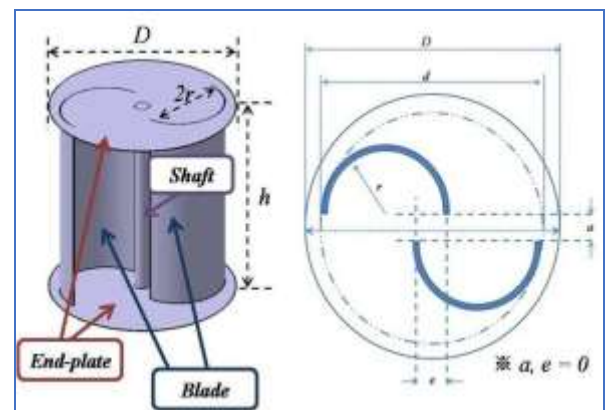 D
2r
Shaft
h
End-plate
Blade
D
d
r
a
e
※ a, e = 0